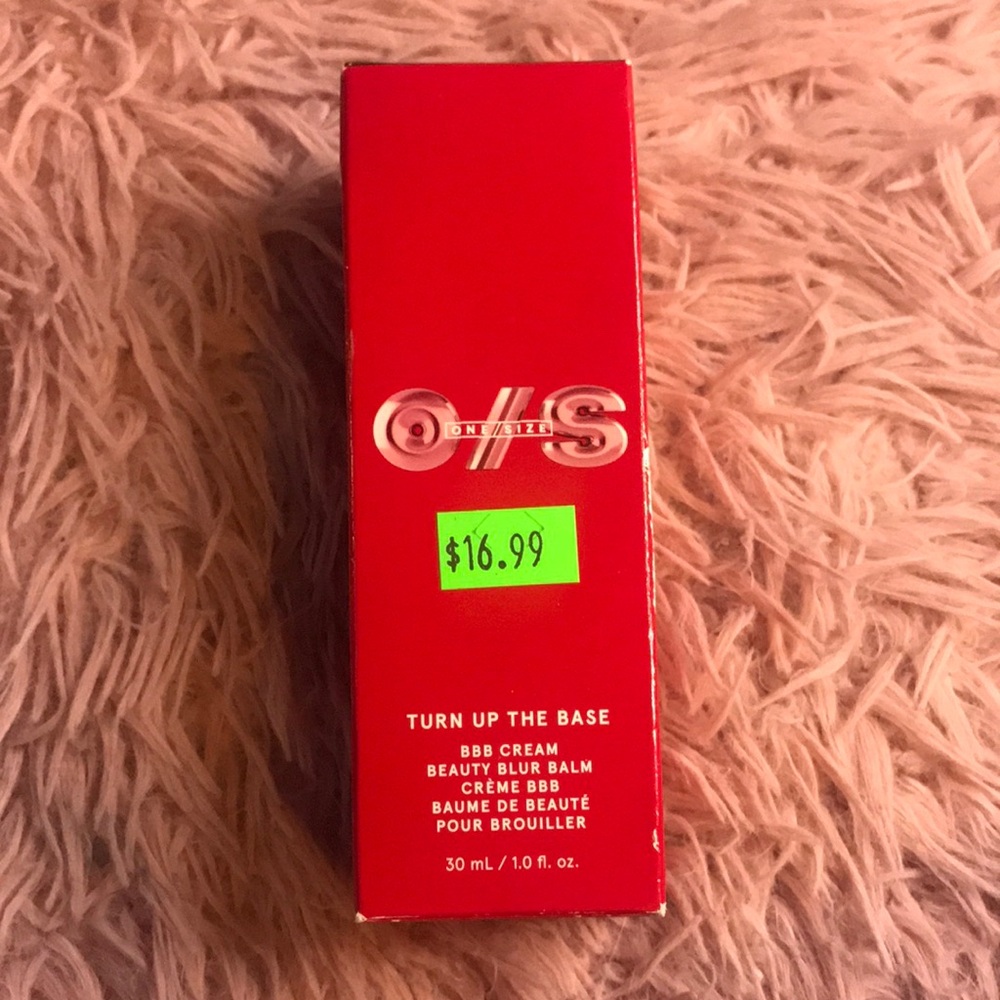 O/S
ONE/SIZE
$16.99
TURN UP THE BASE
BBB CREAM
BEAUTY BLUR BALM
CRÈME BBB
BAUME DE BEAUTÉ
POUR BROUILLER
30 mL / 1.0 fl. oz.